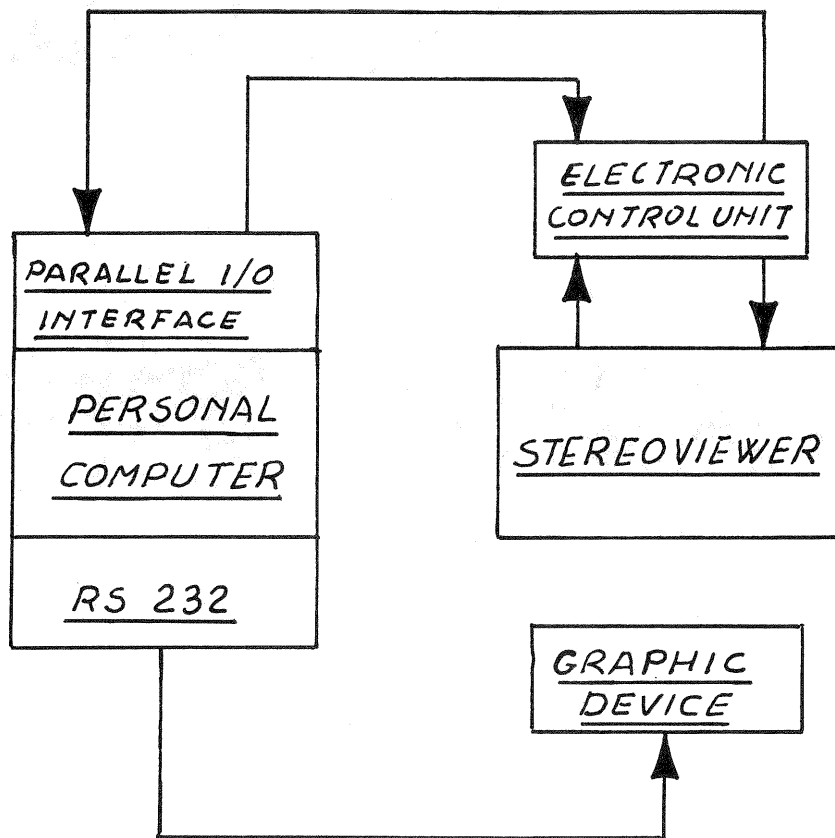 ELECTRONIC
CONTROL UNIT
PARALLEL I/O
INTERFACE
PERSONAL
COMPUTER
STEREOVIEWER
RS 232
GRAPHIC
DEVICE